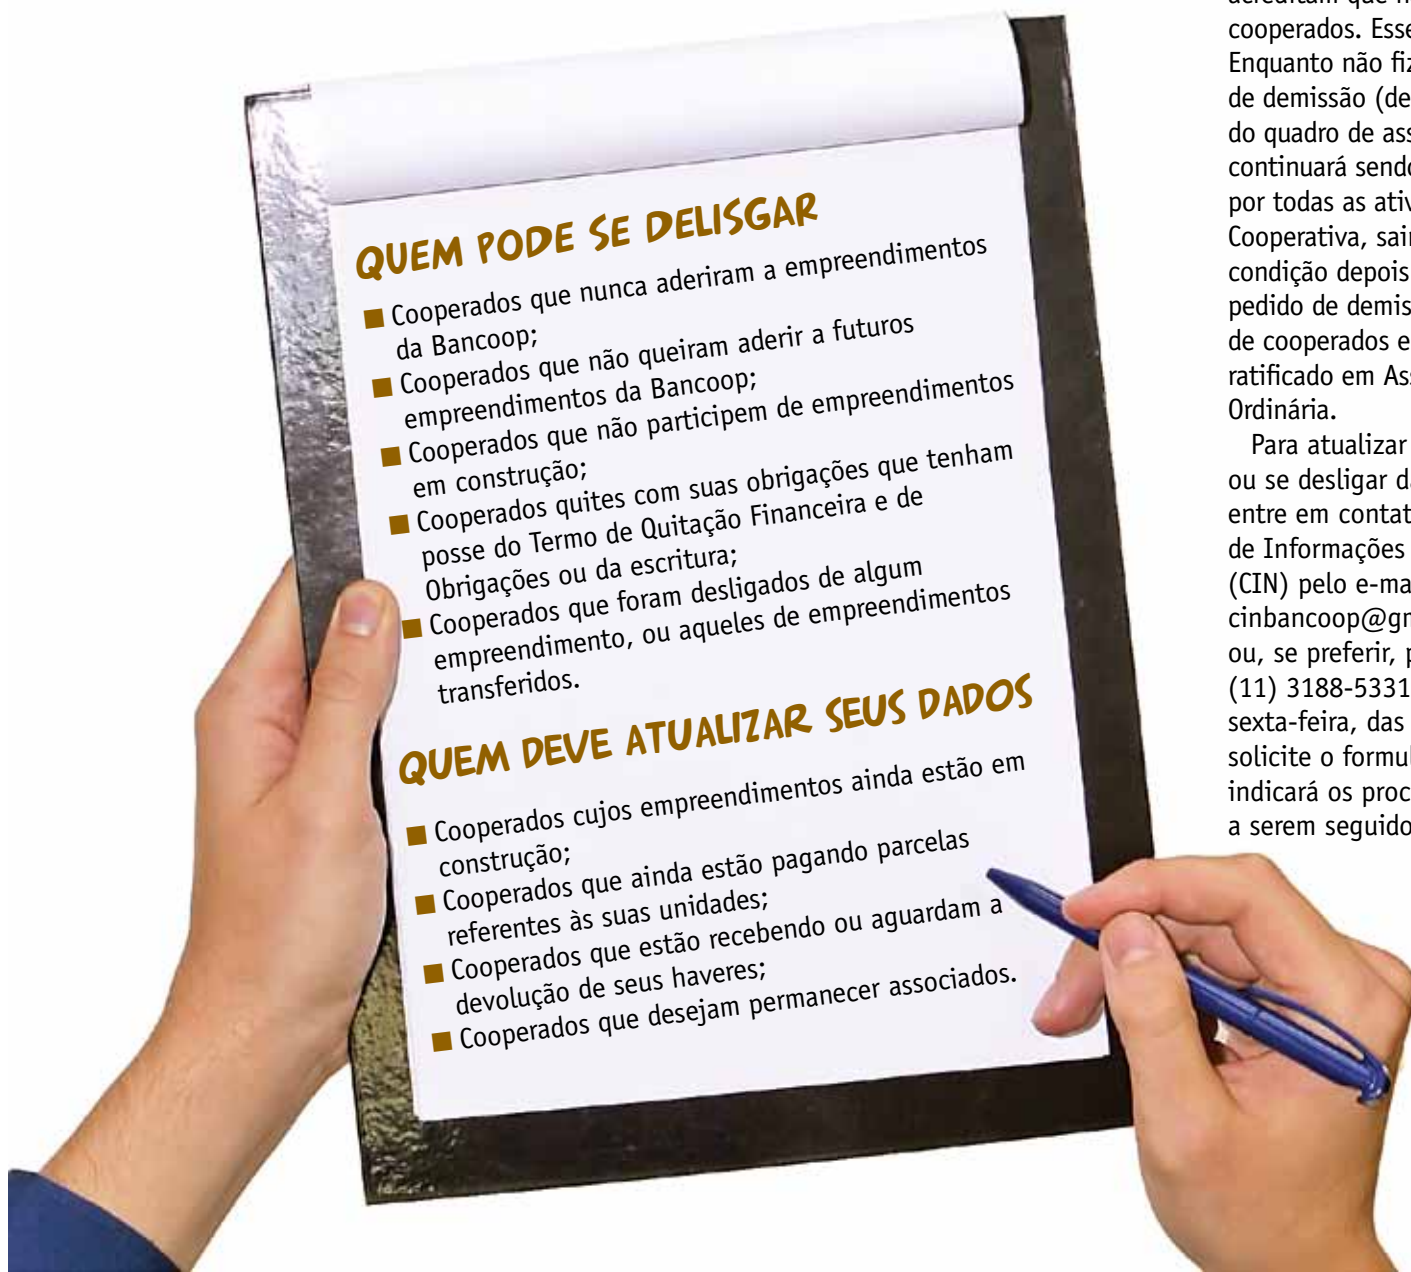 QUEM PODE SE DELISGAR
■ Cooperados que nunca aderiram a empreendimentos
da Bancoop;
■ Cooperados que não queiram aderir a futuros
empreendimentos da Bancoop;
■ Cooperados que não participem de empreendimentos
em construção;
■ Cooperados quites com suas obrigações que tenham
posse do Termo de Quitação Financeira e de
Obrigações ou da escritura;
■ Cooperados que foram desligados de algum
empreendimento, ou aqueles de empreendimentos
transferidos.
QUEM DEVE ATUALIZAR SEUS DADOS
■ Cooperados cujos empreendimentos ainda estão em
construção;
■ Cooperados que ainda estão pagando parcelas
referentes às suas unidades;
■ Cooperados que estão recebendo ou aguardam a
devolução de seus haveres;
■ Cooperados que desejam permanecer associados.
acreditam que
cooperados. Esse
Enquanto não fiz
de demissão (de
do quadro de ass
continuará sendo
por todas as ativ
Cooperativa, sair
condição depois
pedido de demis
de cooperados e
ratificado em Ass
Ordinária.
Para atualizar
ou se desligar da
entre em contat
de Informações
(CIN) pelo e-ma
cinbancoop@gm
ou, se preferir, p
(11) 3188-5331
sexta-feira, das
solicite o formul
indicará os proc
a serem seguido